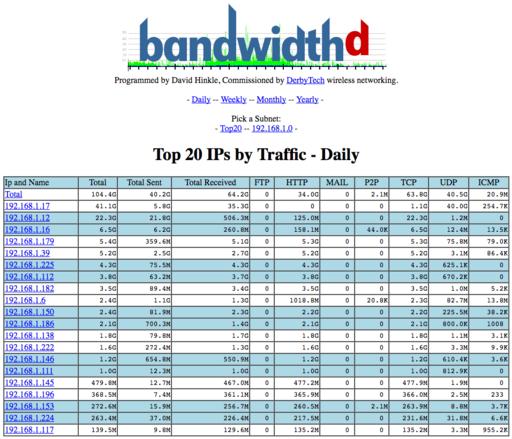 bandwidthd
Programmed by David Hinkle, Commissioned by DerbyTech wireless networking.
- Daily -- Weekly -- Monthly -- Yearly -
Pick a Subnet:
- Top20 -- 192.168.1.0 -
Top 20 IPs by Traffic - Daily
Ip and Name Total Total Sent Total Received FTP HTTP MAIL P2P TCP UDP ICMP
Total 104.4G 40.2G 64.2G 0 34.0G 0 2.1M 63.8G 40.5G 20.9M
192.168.1.17 41.1G 5.8G 35.3G 0 0 0 0 1.1G 40.0G 254.7K
192.168.1.12 22.3G 21.8G 506.3M 0 125.0M 0 0 22.3G 1.2M 0
192.168.1.16 6.5G 6.2G 260.8M 0 158.1M 0 44.0K 6.5G 12.4M 13.5K
192.168.1.179 5.4G 359.6M 5.1G 0 5.3G 0 0 5.3G 75.8M 79.0K
192.168.1.39 5.2G 2.5G 2.7G 0 5.2G 0 0 5.2G 3.1M 86.4K
192.168.1.225 4.3G 75.5M 4.3G 0 4.3G 0 0 4.3G 625.1K 0
192.168.1.112 3.8G 63.2M 3.7G 0 3.8G 0 0 3.8G 670.2K 0
192.168.1.182 3.5G 89.4M 3.4G 0 3.5G 0 0 3.5G 1.0M 5.2K
192.168.1.6 2.4G 1.1G 1.3G 0 1018.8M 0 20.8K 2.3G 82.7M 13.8M
192.168.1.150 2.4G 81.9M 2.3G 0 2.2G 0 0 2.2G 225.5M 38.2K
192.168.1.186 2.1G 700.3M 1.4G 0 2.1G 0 0 2.1G 800.0K 1008
192.168.1.138 1.8G 79.8M 1.7G 0 1.8G 0 0 1.8G 1.1M 3.1K
192.168.1.222 1.6G 272.4M 1.3G 0 1.6G 0 0 1.6G 3.3M 9.9K
192.168.1.146 1.2G 654.8M 550.9M 0 1.2G 0 0 1.2G 610.4K 3.6K
192.168.1.111 1.0G 12.3M 1.0G 0 1.0G 0 0 1.0G 812.9K 0
192.168.1.145 479.8M 12.7M 467.0M 0 477.2M 0 0 477.9M 1.9M 0
192.168.1.196 368.5M 7.4M 361.1M 0 365.9M 0 0 366.0M 2.5M 233
192.168.1.153 272.6M 15.9M 256.7M 0 260.5M 0 2.1M 263.9M 8.8M 3.7K
192.168.1.224 263.4M 37.0M 226.4M 0 217.5M 0 0 231.6M 31.8M 6.6K
192.168.1.117 139.5M 9.8M 129.6M 0 135.2M 0 0 135.2M 3.3M 955.2K